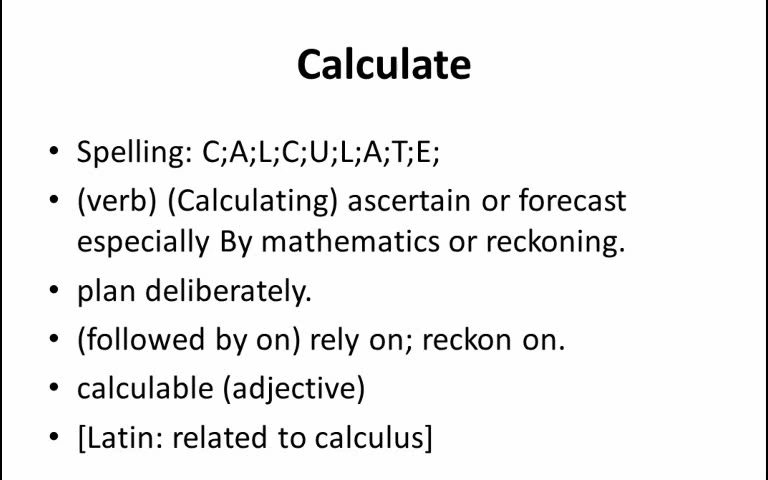 Calculate
• Spelling: C;A;L;C;U;L;A;T;E;
• (verb) (Calculating) ascertain or forecast
especially By mathematics or reckoning.
• plan deliberately.
• (followed by on) rely on; reckon on.
• calculable (adjective)
• [Latin: related to calculus]